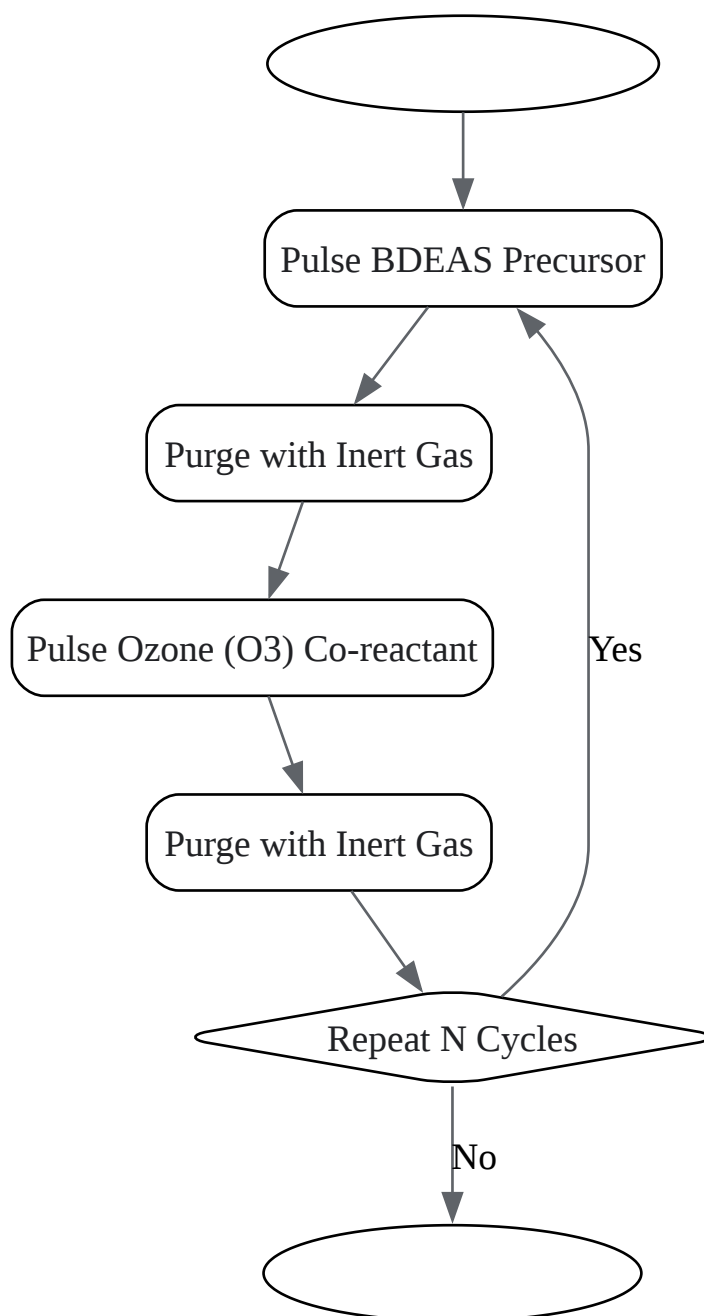 Pulse BDEAS Precursor
Purge with Inert Gas
Pulse Ozone (O3) Co-reactant
Yes
Purge with Inert Gas
Repeat N Cycles
No